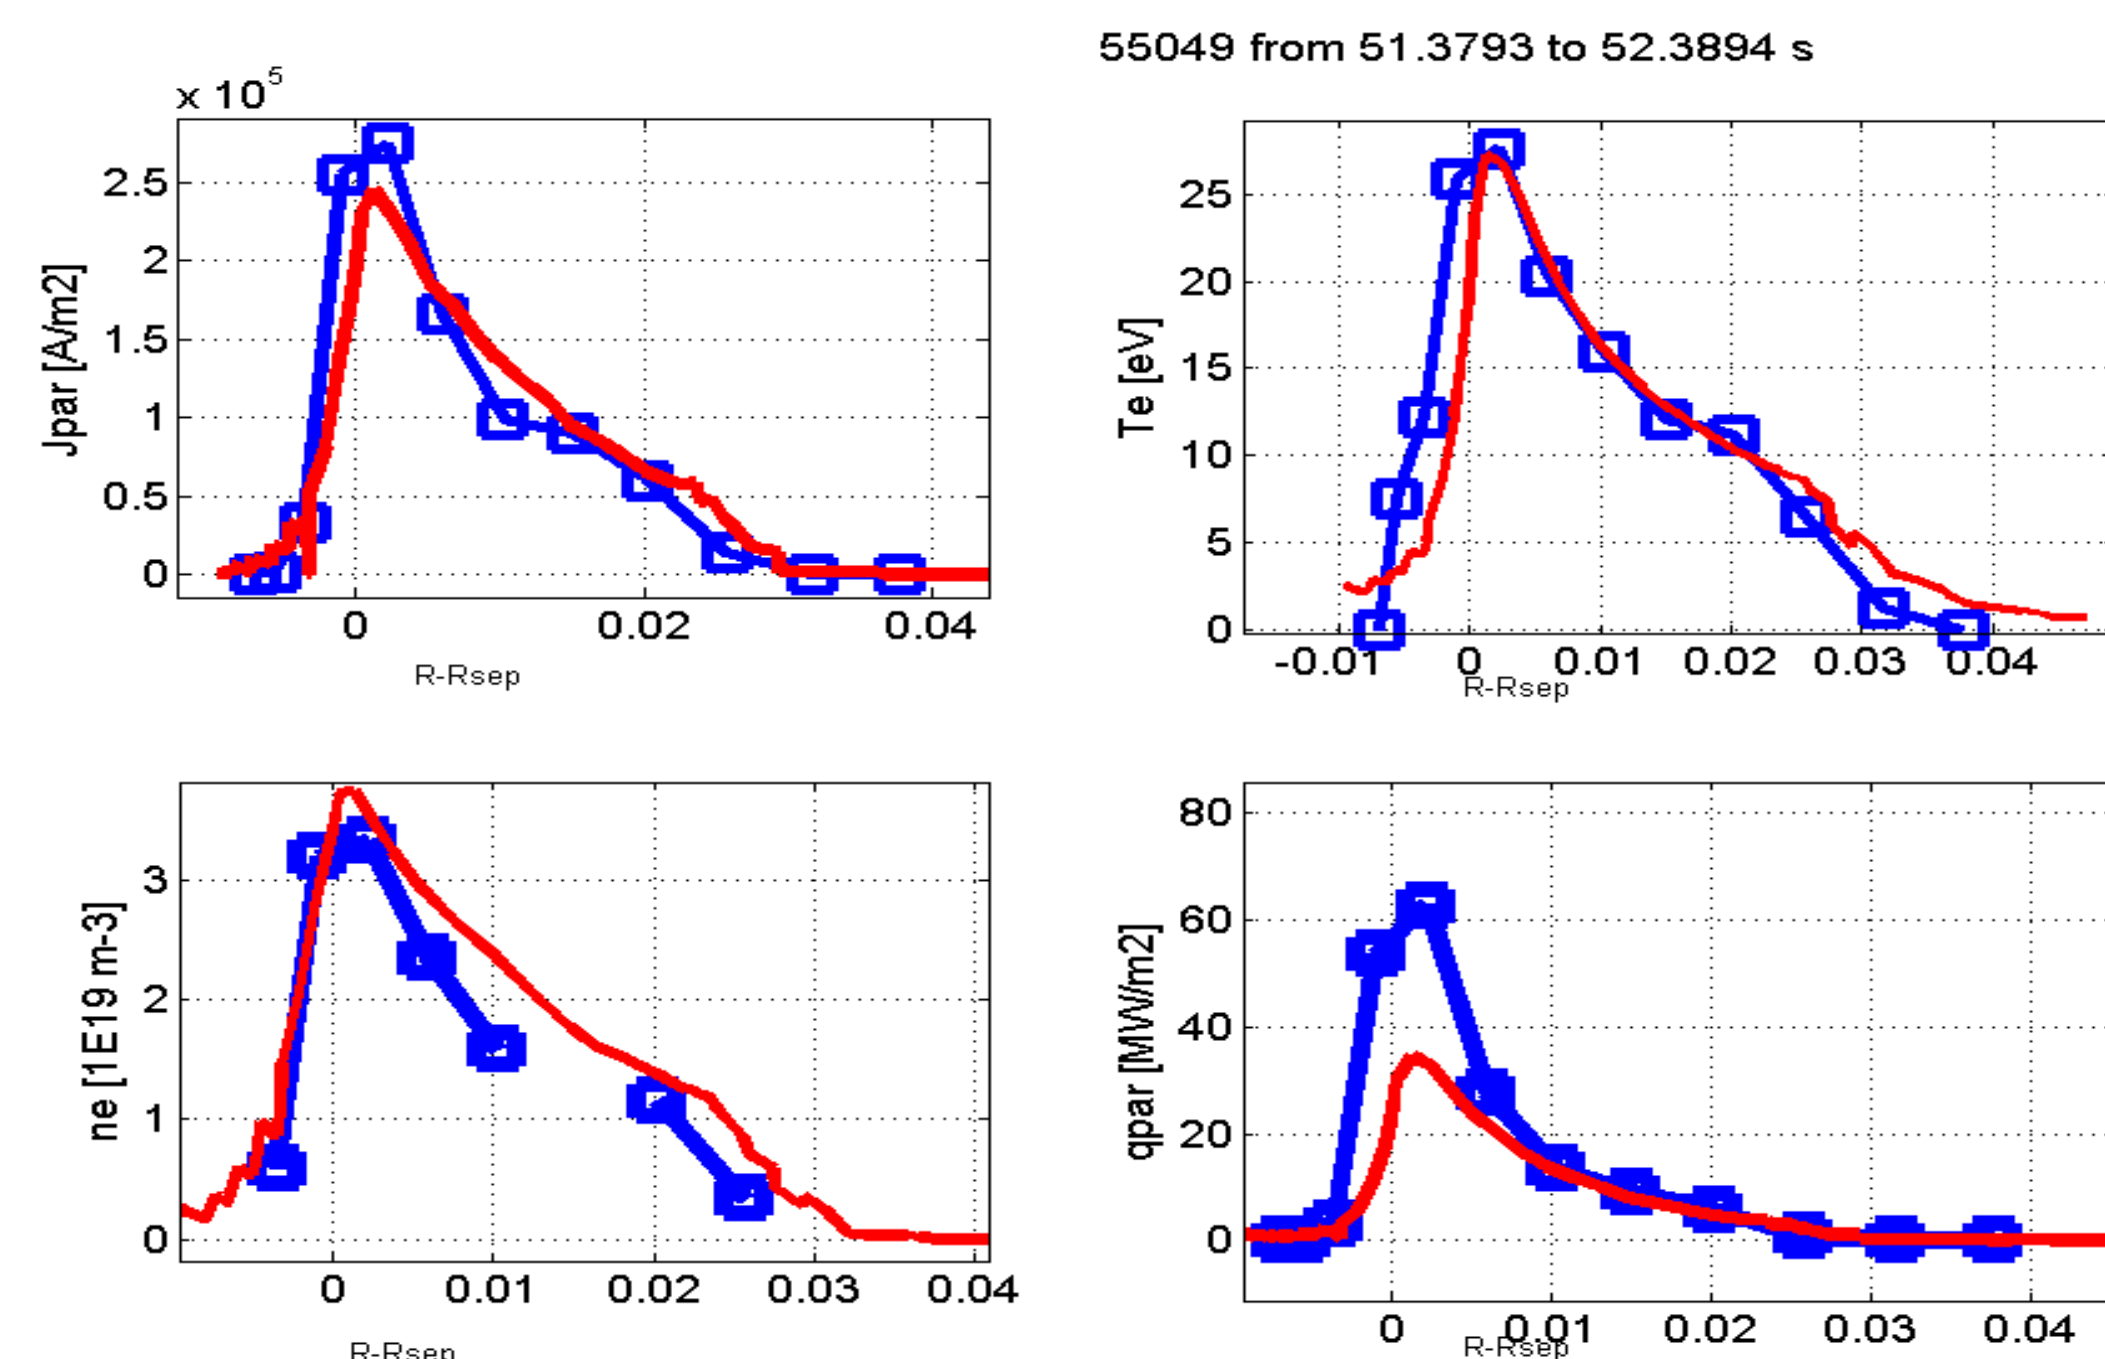 55049 from 51.3793 to 52.3894 s
x 10^5
Jpar [A/m2]
2.5
2
1.5
1
0.5
0
0 0.02 0.04
R-Rsep
Te [eV]
25
20
15
10
5
0
-0.01 0 0.01 0.02 0.03 0.04
R-Rsep
ne [1E19 m-3]
3
2
1
0
0 0.01 0.02 0.03 0.04
R-Rsep
qpar [MW/m2]
80
60
40
20
0
0 0.01 0.02 0.03 0.04
R-Rsep